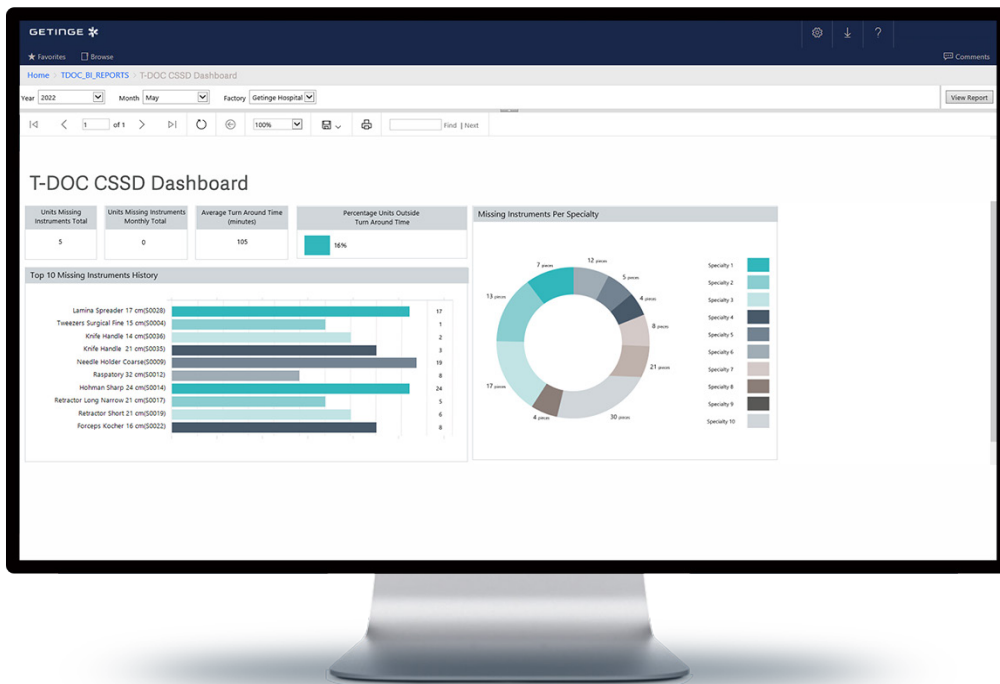 GETINGE
Favorites Browse Comments
Home > TDOC_BI_REPORTS > T-DOC CSSD Dashboard
Year 2022 Month May Factory Getinge Hospital View Report
1 of 1 100% Find | Next
T-DOC CSSD Dashboard
Units Missing
Instruments Total
5
Units Missing Instruments
Monthly Total
0
Average Turn Around Time
(minutes)
105
Percentage Units Outside
Turn Around Time
16%
Top 10 Missing Instruments History
Lamina Spreader 17 cm(S0028) 17
Tweezers Surgical Fine 15 cm(S0004) 1
Knife Handle 14 cm(S0036) 2
Knife Handle 21 cm(S0035) 3
Needle Holder Coarse(S0009) 19
Raspatory 32 cm(S0012) 8
Hohman Sharp 24 cm(S0014) 24
Retractor Long Narrow 21 cm(S0017) 5
Retractor Short 21 cm(S0019) 6
Forceps Kocher 16 cm(S0022) 8
Missing Instruments Per Specialty
7 pieces
12 pieces
5 pieces
4 pieces
8 pieces
21 pieces
30 pieces
4 pieces
17 pieces
13 pieces
Specialty 1
Specialty 2
Specialty 3
Specialty 4
Specialty 5
Specialty 6
Specialty 7
Specialty 8
Specialty 9
Specialty 10